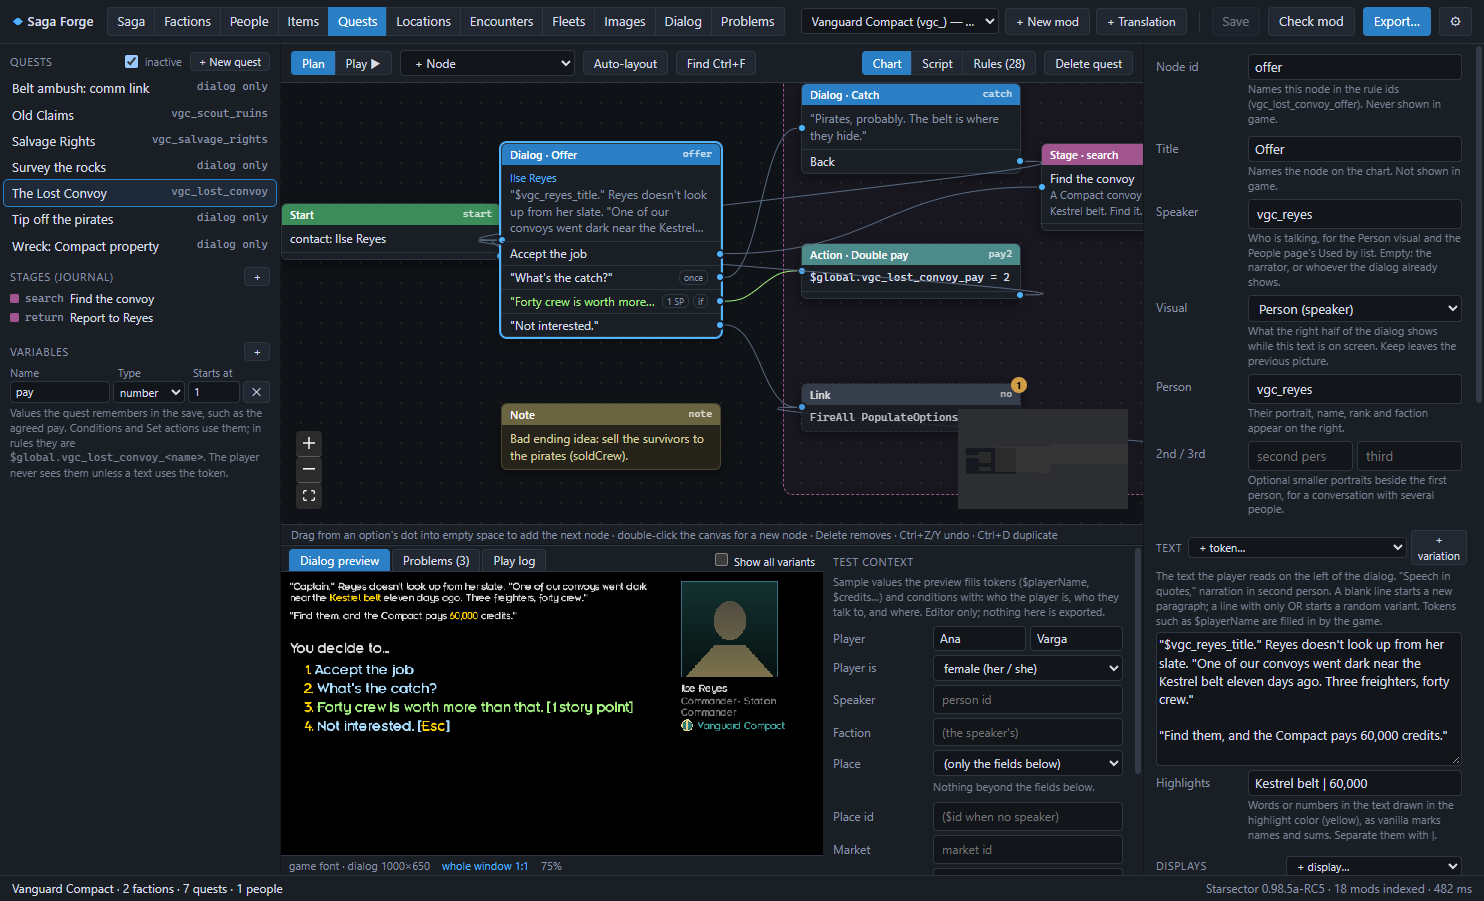 Saga Forge
Saga
Factions
People
Items
Quests
Locations
Encounters
Fleets
Images
Dialog
Problems
Vanguard Compact (vgc_) — ...
+ New mod
+ Translation
Save
Check mod
Export...
QUESTS
inactive
+ New quest
Belt ambush: comm link dialog only
Old Claims vgc_scout_ruins
Salvage Rights vgc_salvage_rights
Survey the rocks dialog only
The Lost Convoy vgc_lost_convoy
Tip off the pirates dialog only
Wreck: Compact property dialog only
STAGES (JOURNAL)
+
search Find the convoy
return Report to Reyes
VARIABLES
+
Name Type Starts at
pay number 1
Values the quest remembers in the save, such as the
agreed pay. Conditions and Set actions use them; in
rules they are
$global.vgc_lost_convoy_<name>. The player
never sees them unless a text uses the token.
Plan
Play
+ Node
Auto-layout
Find Ctrl+F
Chart
Script
Rules (28)
Delete quest
Start start
contact: Ilse Reyes
Dialog · Offer offer
Ilse Reyes
"$vgc_reyes_title." Reyes doesn't look
up from her slate. "One of our
convoys went dark near the Kestrel...
Accept the job
"What's the catch?" once
"Forty crew is worth more... 1 SP if
"Not interested."
Note note
Bad ending idea: sell the survivors to
the pirates (soldCrew).
Dialog · Catch catch
"Pirates, probably. The belt is where
they hide."
Back
Stage · search
Find the convoy
A Compact convoy
Kestrel belt. Find it.
Action · Double pay pay2
$global.vgc_lost_convoy_pay = 2
1
Link no
FireAll PopulateOptions
Drag from an option's dot into empty space to add the next node · double-click the canvas for a new node · Delete removes · Ctrl+Z/Y undo · Ctrl+D duplicate
Dialog preview
Problems (3)
Play log
Show all variants
"Captain." Reyes doesn't look up from her slate. "One of our convoys went dark
near the Kestrel belt eleven days ago. Three freighters, forty crew."
"Find them, and the Compact pays 60,000 credits."
You decide to...
1. Accept the job
2. What's the catch?
3. Forty crew is worth more than that. [1 story point]
4. Not interested. [Esc]
Ilse Reyes
Commander · Station
Commander
Vanguard Compact
game font · dialog 1000×650 whole window 1:1 75%
TEST CONTEXT
Sample values the preview fills tokens ($playerName,
$credits...) and conditions with: who the player is, who they
talk to, and where. Editor only; nothing here is exported.
Player Ana Varga
Player is female (her / she)
Speaker person id
Faction (the speaker's)
Place (only the fields below)
Nothing beyond the fields below.
Place id ($id when no speaker)
Market market id
Node id offer
Names this node in the rule ids
(vgc_lost_convoy_offer). Never shown in
game.
Title Offer
Names the node on the chart. Not shown in
game.
Speaker vgc_reyes
Who is talking, for the Person visual and the
People page's Used by list. Empty: the
narrator, or whoever the dialog already
shows.
Visual Person (speaker)
What the right half of the dialog shows
while this text is on screen. Keep leaves the
previous picture.
Person vgc_reyes
Their portrait, name, rank and faction
appear on the right.
2nd / 3rd second pers third
Optional smaller portraits beside the first
person, for a conversation with several
people.
TEXT
+ token...
+ variation
The text the player reads on the left of the dialog. "Speech in
quotes," narration in second person. A blank line starts a new
paragraph; a line with only OR starts a random variant. Tokens
such as $playerName are filled in by the game.
"$vgc_reyes_title." Reyes doesn't look up from her
slate. "One of our convoys went dark near the
Kestrel belt eleven days ago. Three freighters, forty
crew."
"Find them, and the Compact pays 60,000 credits."
Highlights Kestrel belt | 60,000
Words or numbers in the text drawn in the
highlight color (yellow), as vanilla marks
names and sums. Separate them with |.
DISPLAYS
+ display...
Vanguard Compact · 2 factions · 7 quests · 1 people
Starsector 0.98.5a-RC5 · 18 mods indexed · 482 ms